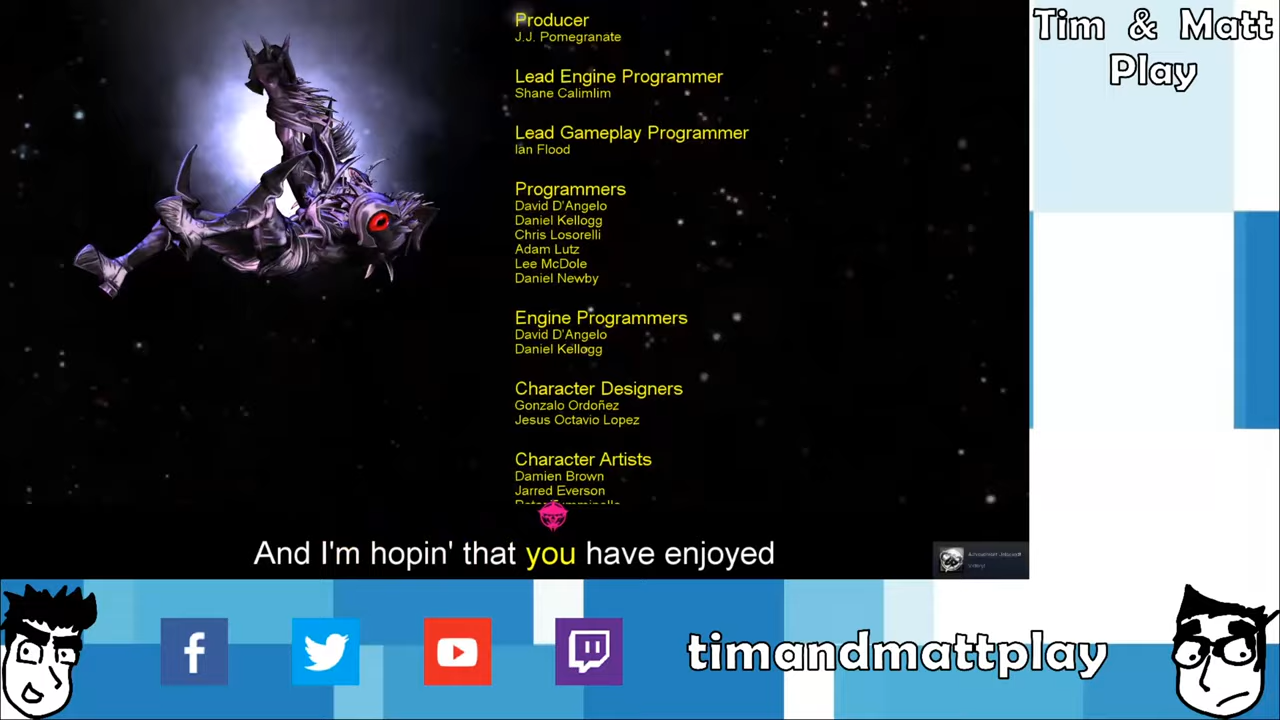 Producer
J.J. Pomegranate
Lead Engine Programmer
Shane Calimlim
Lead Gameplay Programmer
Ian Flood
Programmers
David D'Angelo
Daniel Kellogg
Chris Losorelli
Adam Lutz
Lee McDole
Daniel Newby
Engine Programmers
David D'Angelo
Daniel Kellogg
Character Designers
Gonzalo Ordoñez
Jesus Octavio Lopez
Character Artists
Damien Brown
Jarred Everson
And I'm hopin' that you have enjoyed
Tim & Matt
Play
timandmattplay